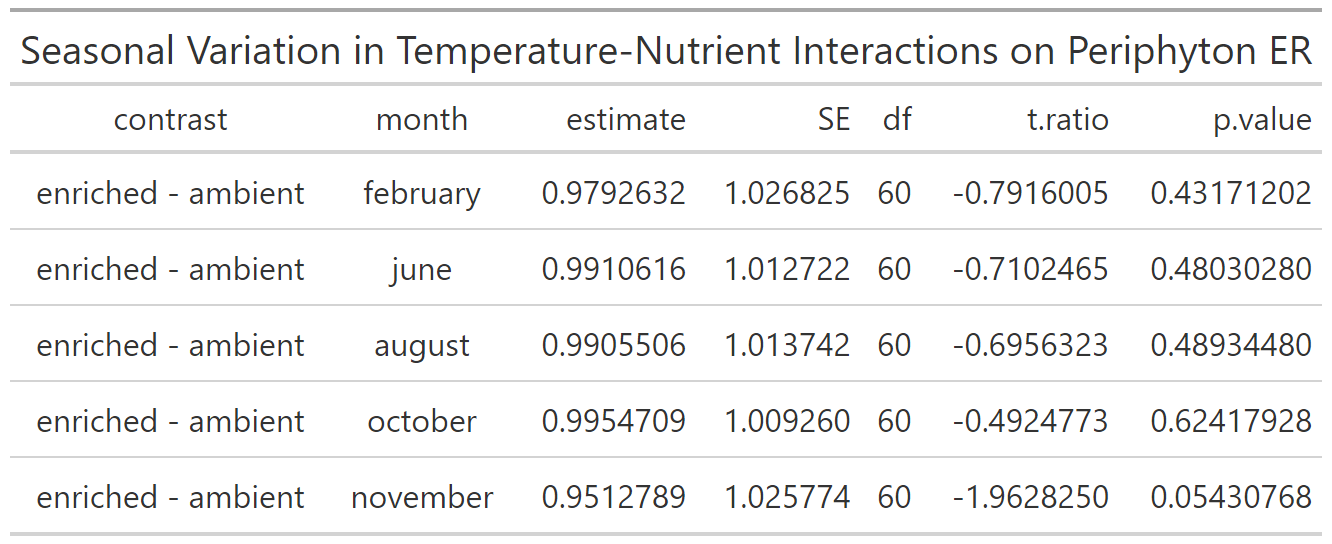 Seasonal Variation in Temperature-Nutrient Interactions on Periphyton ER
contrast month estimate SE df t.ratio p.value
enriched - ambient february 0.9792632 1.026825 60 -0.7916005 0.43171202
enriched - ambient june 0.9910616 1.012722 60 -0.7102465 0.48030280
enriched - ambient august 0.9905506 1.013742 60 -0.6956323 0.48934480
enriched - ambient october 0.9954709 1.009260 60 -0.4924773 0.62417928
enriched - ambient november 0.9512789 1.025774 60 -1.9628250 0.05430768